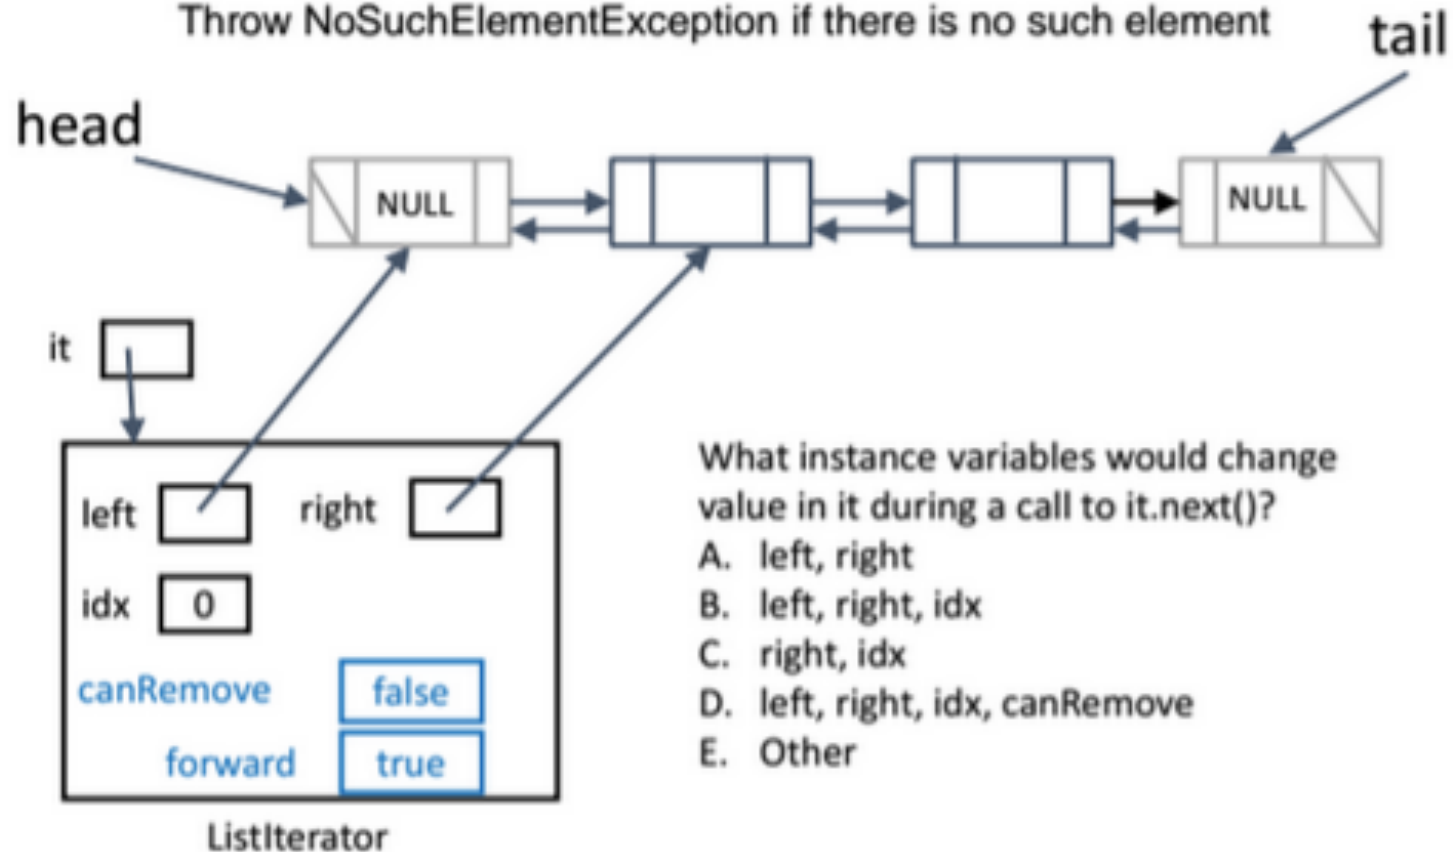 Throw NoSuchElementException if there is no such element
tail
head
NULL
NULL
it
left
right
idx
0
canRemove
false
forward
true
ListIterator
What instance variables would change
value in it during a call to it.next()?
A. left, right
B. left, right, idx
C. right, idx
D. left, right, idx, canRemove
E. Other